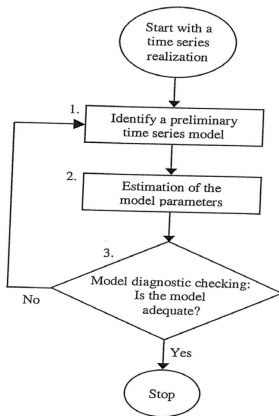 Start with a
time series
realization
1.
Identify a preliminary
time series model
2.
Estimation of the
model parameters
3.
Model diagnostic checking:
Is the model
adequate?
No
Yes
Stop